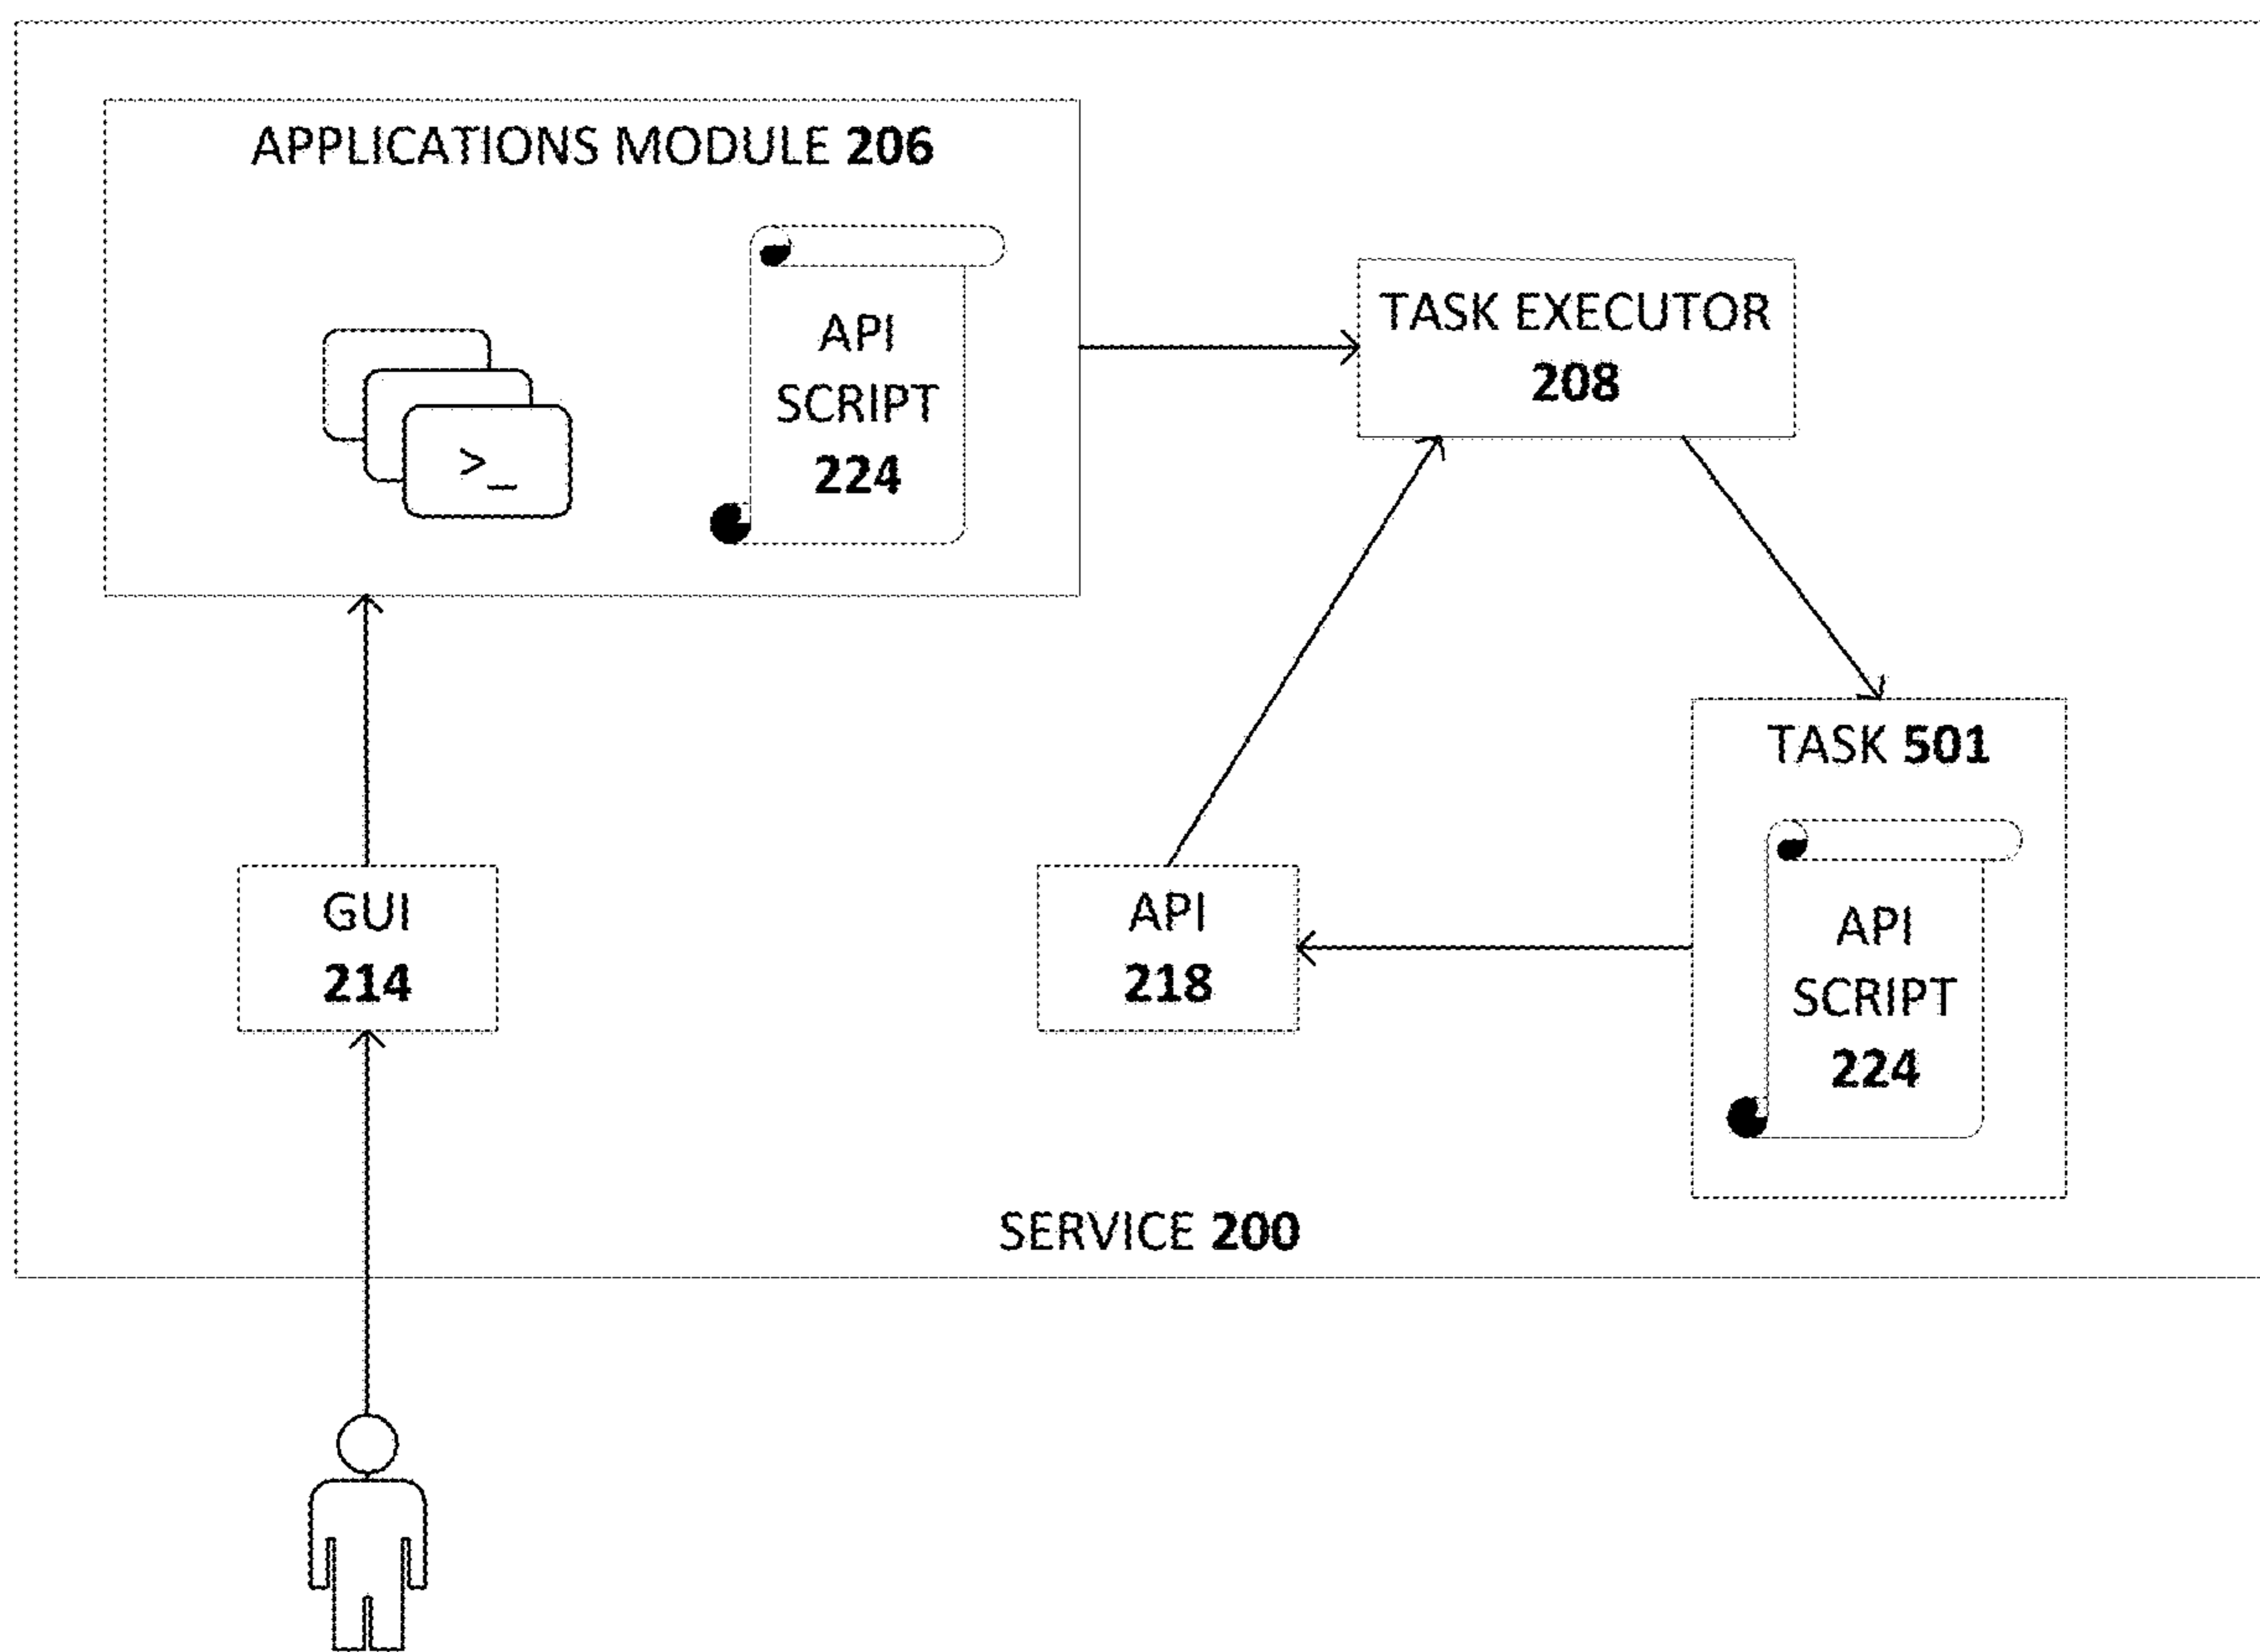 APPLICATIONS MODULE 206
API
SCRIPT
224
>_
TASK EXECUTOR
208
TASK 501
API
SCRIPT
224
GUI
214
API
218
SERVICE 200